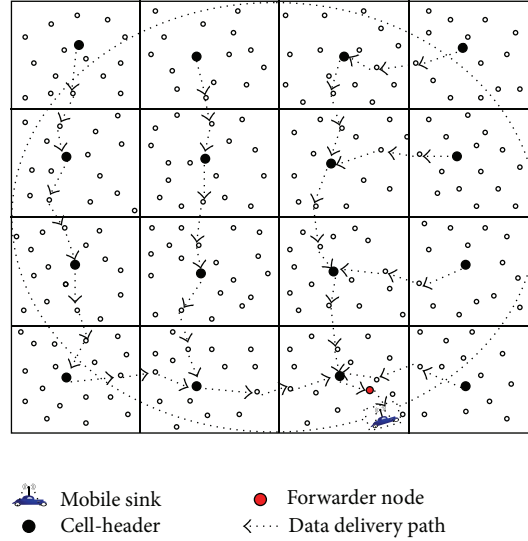 Mobile sink
Forwarder node
Cell-header
Data delivery path